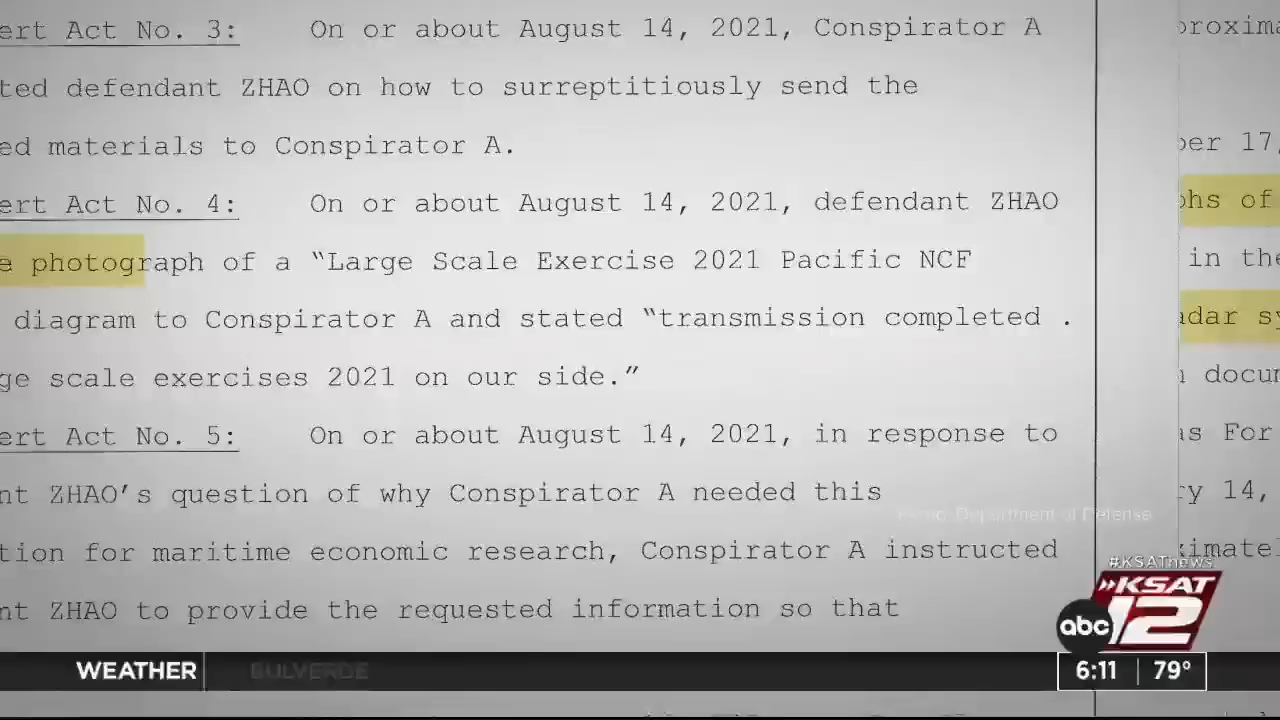 ert Act No. 3: On or about August 14, 2021, Conspirator A
ted defendant ZHAO on how to surreptitiously send the
ed materials to Conspirator A.
ert Act No. 4: On or about August 14, 2021, defendant ZHAO
e photograph of a “Large Scale Exercise 2021 Pacific NCF
diagram to Conspirator A and stated “transmission completed .
ge scale exercises 2021 on our side.”
ert Act No. 5: On or about August 14, 2021, in response to
nt ZHAO’s question of why Conspirator A needed this
tion for maritime economic research, Conspirator A instructed
nt ZHAO to provide the requested information so that
ber 17,
phs of
in the
adar sy
as For
ry 14,
Department of Defense
#KSATnews
KSAT
12
abc
WEATHER
BULVERDE
6:11 79°